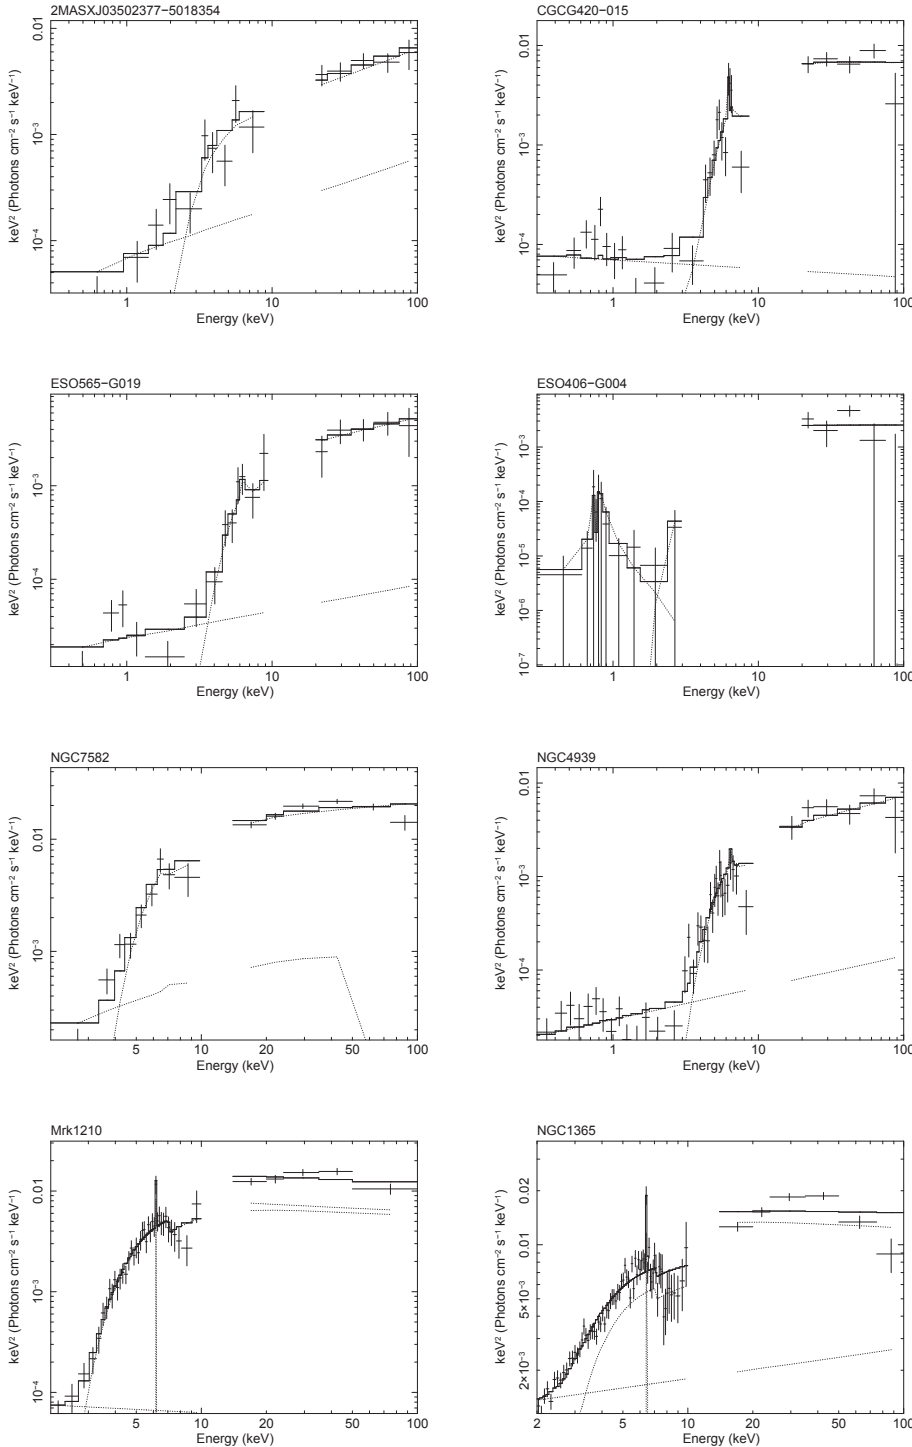 2MASXJ03502377−5018354
keV² (Photons cm⁻² s⁻¹ keV⁻¹)
0.01
10⁻³
10⁻⁴
1 10 100
Energy (keV)
CGCG420−015
keV² (Photons cm⁻² s⁻¹ keV⁻¹)
0.01
10⁻³
10⁻⁴
1 10 100
Energy (keV)
ESO565−G019
keV² (Photons cm⁻² s⁻¹ keV⁻¹)
10⁻³
10⁻⁴
1 10 100
Energy (keV)
ESO406−G004
keV² (Photons cm⁻² s⁻¹ keV⁻¹)
10⁻³
10⁻⁴
10⁻⁵
10⁻⁶
10⁻⁷
1 10 100
Energy (keV)
NGC7582
keV² (Photons cm⁻² s⁻¹ keV⁻¹)
0.01
10⁻³
5 10 20 50 100
Energy (keV)
NGC4939
keV² (Photons cm⁻² s⁻¹ keV⁻¹)
0.01
10⁻³
10⁻⁴
1 10 100
Energy (keV)
Mrk1210
keV² (Photons cm⁻² s⁻¹ keV⁻¹)
0.01
10⁻³
10⁻⁴
5 10 20 50 100
Energy (keV)
NGC1365
keV² (Photons cm⁻² s⁻¹ keV⁻¹)
0.02
0.01
5×10⁻³
2×10⁻³
2 5 10 20 50 100
Energy (keV)